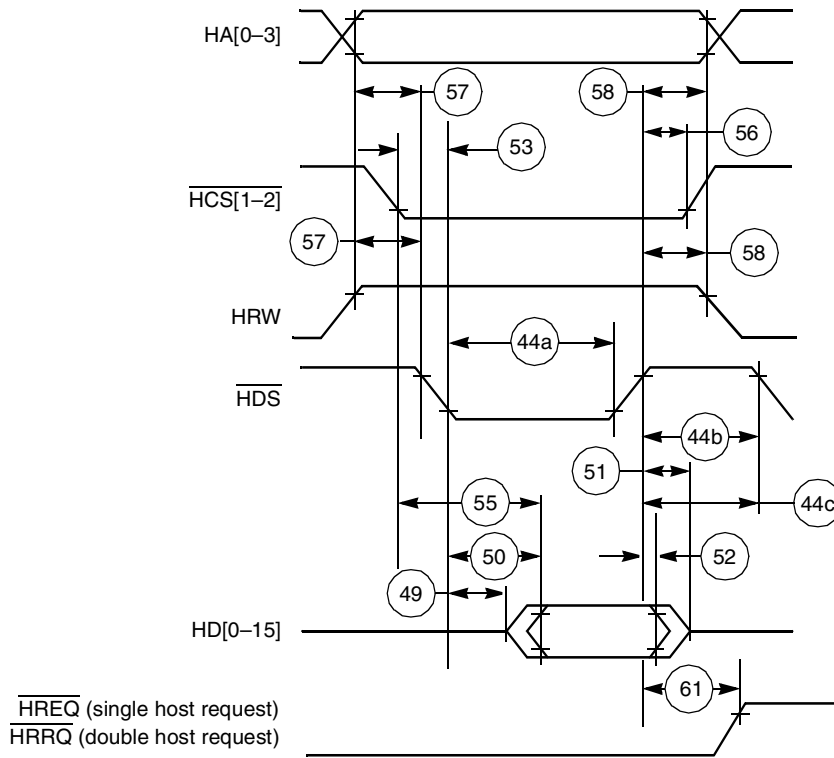 HA[0–3]
57
58
53
56
HCS[1–2]
57
58
HRW
44a
HDS
44b
51
55
44c
50
52
49
HD[0–15]
61
HREQ (single host request)
HRRQ (double host request)